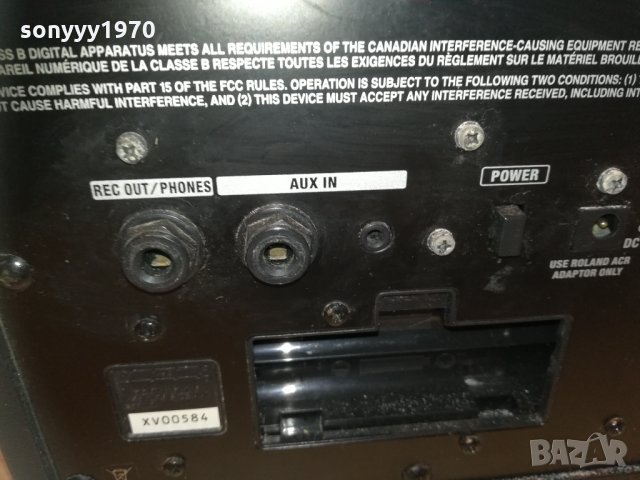 sonyyy1970
SS B DIGITAL APPARATUS MEETS ALL REQUIREMENTS OF THE CANADIAN INTERFERENCE-CAUSING EQUIPMENT RE
AREIL NUMÉRIQUE DE LA CLASSE B RESPECTE TOUTES LES EXIGENCES DU RÈGLEMENT SUR LE MATÉRIEL BROUILE
VICE COMPLIES WITH PART 15 OF THE FCC RULES. OPERATION IS SUBJECT TO THE FOLLOWING TWO CONDITIONS: (1)
OT CAUSE HARMFUL INTERFERENCE, AND (2) THIS DEVICE MUST ACCEPT ANY INTERFERENCE RECEIVED, INCLUDING INT
REC OUT/PHONES
AUX IN
POWER
DC
USE ROLAND ACR
ADAPTOR ONLY
XV00584
BAZAR